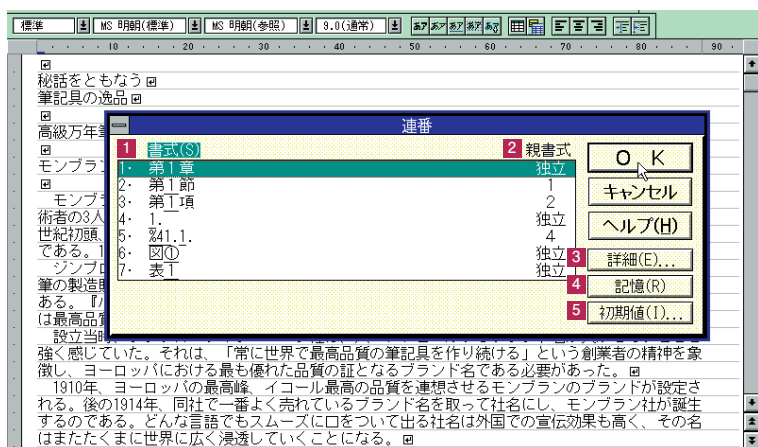 標準 MS 明朝(標準) MS 明朝(参照) 9.0(通常) あア あア あア あア あア
10 20 30 40 50 60 70 80 90
秘話をともなう
筆記具の逸品
高級万年筆
モンブラン
モンブラ
術者の3人
世紀初頭、
である。1
ジンプロ
筆の製造
ある。『
は最高品質
連番
1 書式(S) 2 親書式
1・ 第1章 独立
2・ 第1節 1
3・ 第1項 2
4・ 1. 独立
5・ %41.1. 4
6・ 図① 独立
7・ 表1 独立
OK
キャンセル
ヘルプ(H)
3 詳細(E)...
4 記憶(R)
5 初期値(I)...
設立当時
強く感じていた。それは、「常に世界で最高品質の筆記具を作り続ける」という創業者の精神を象
徴し、ヨーロッパにおける最も優れた品質の証となるブランド名である必要があった。
1910年、ヨーロッパの最高峰、イコール最高の品質を連想させるモンブランのブランドが設定さ
れる。後の1914年、同社で一番よく売れているブランド名を取って社名にし、モンブラン社が誕生
するのである。どんな言語でもスムーズに口をついて出る社名は外国での宣伝効果も高く、その名
はまたたくまに世界に広く浸透していくことになる。